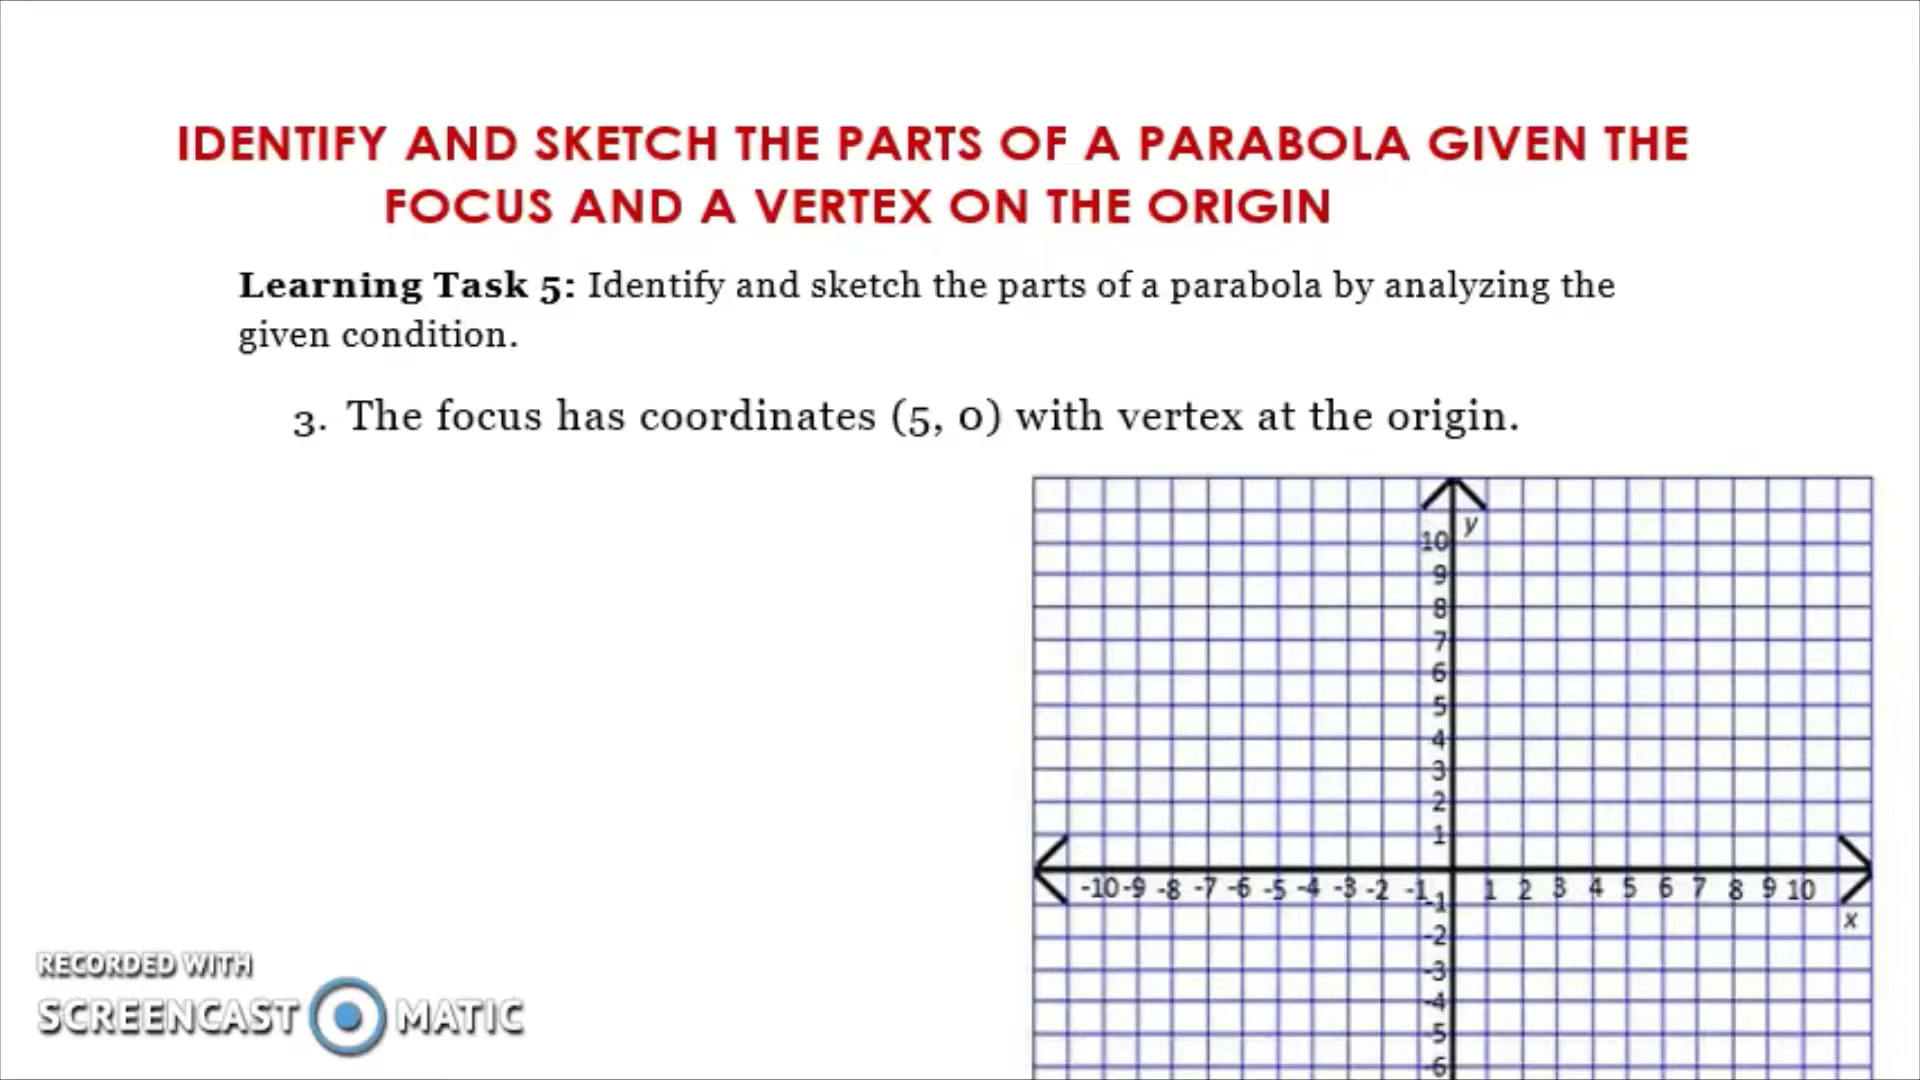 IDENTIFY AND SKETCH THE PARTS OF A PARABOLA GIVEN THE
FOCUS AND A VERTEX ON THE ORIGIN
Learning Task 5: Identify and sketch the parts of a parabola by analyzing the
given condition.
3. The focus has coordinates (5, 0) with vertex at the origin.
y
10
9
8
7
6
5
4
3
2
1
-10 -9 -8 -7 -6 -5 -4 -3 -2 -1 1 2 3 4 5 6 7 8 9 10
-1
x
-2
-3
-4
-5
-6
RECORDED WITH
SCREENCAST MATIC